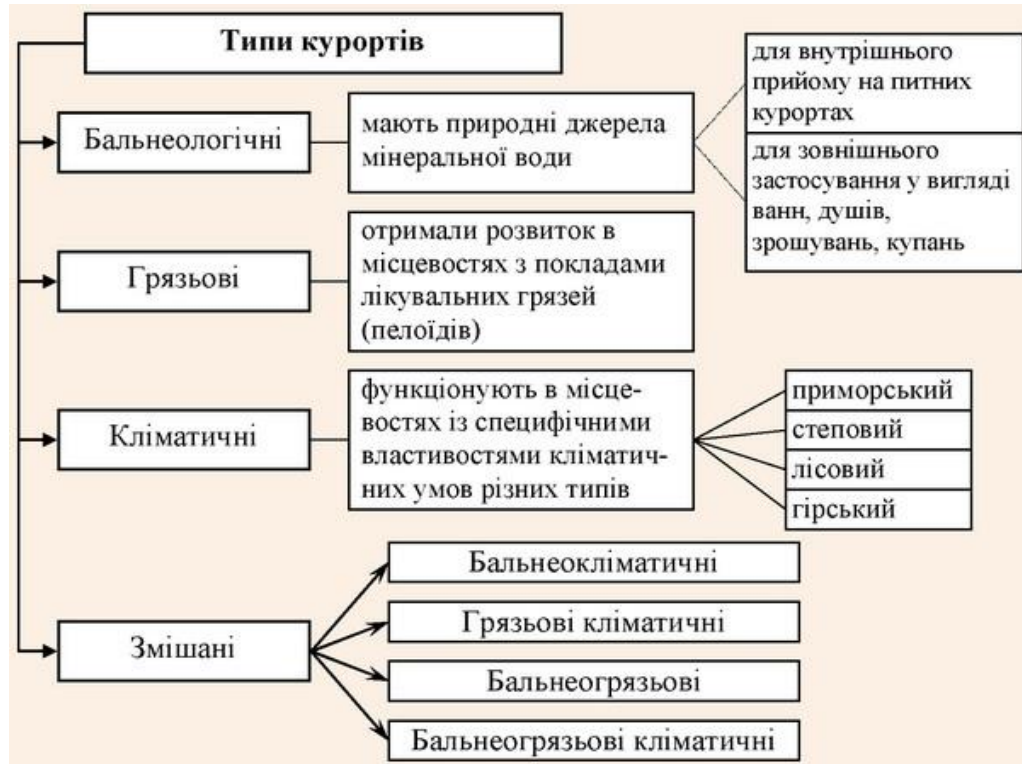 Типи курортів
Бальнеологічні
мають природні джерела
мінеральної води
для внутрішнього
прийому на питних
курортах
для зовнішнього
застосування у вигляді
ванн, душів,
зрошувань, купань
Грязьові
отримали розвиток в
місцевостях з покладами
лікувальних грязей
(пелоїдів)
Кліматичні
функціонують в місце-
востях із специфічними
властивостями кліматич-
них умов різних типів
приморський
степовий
лісовий
гірський
Змішані
Бальнеокліматичні
Грязьові кліматичні
Бальнеогрязьові
Бальнеогрязьові кліматичні